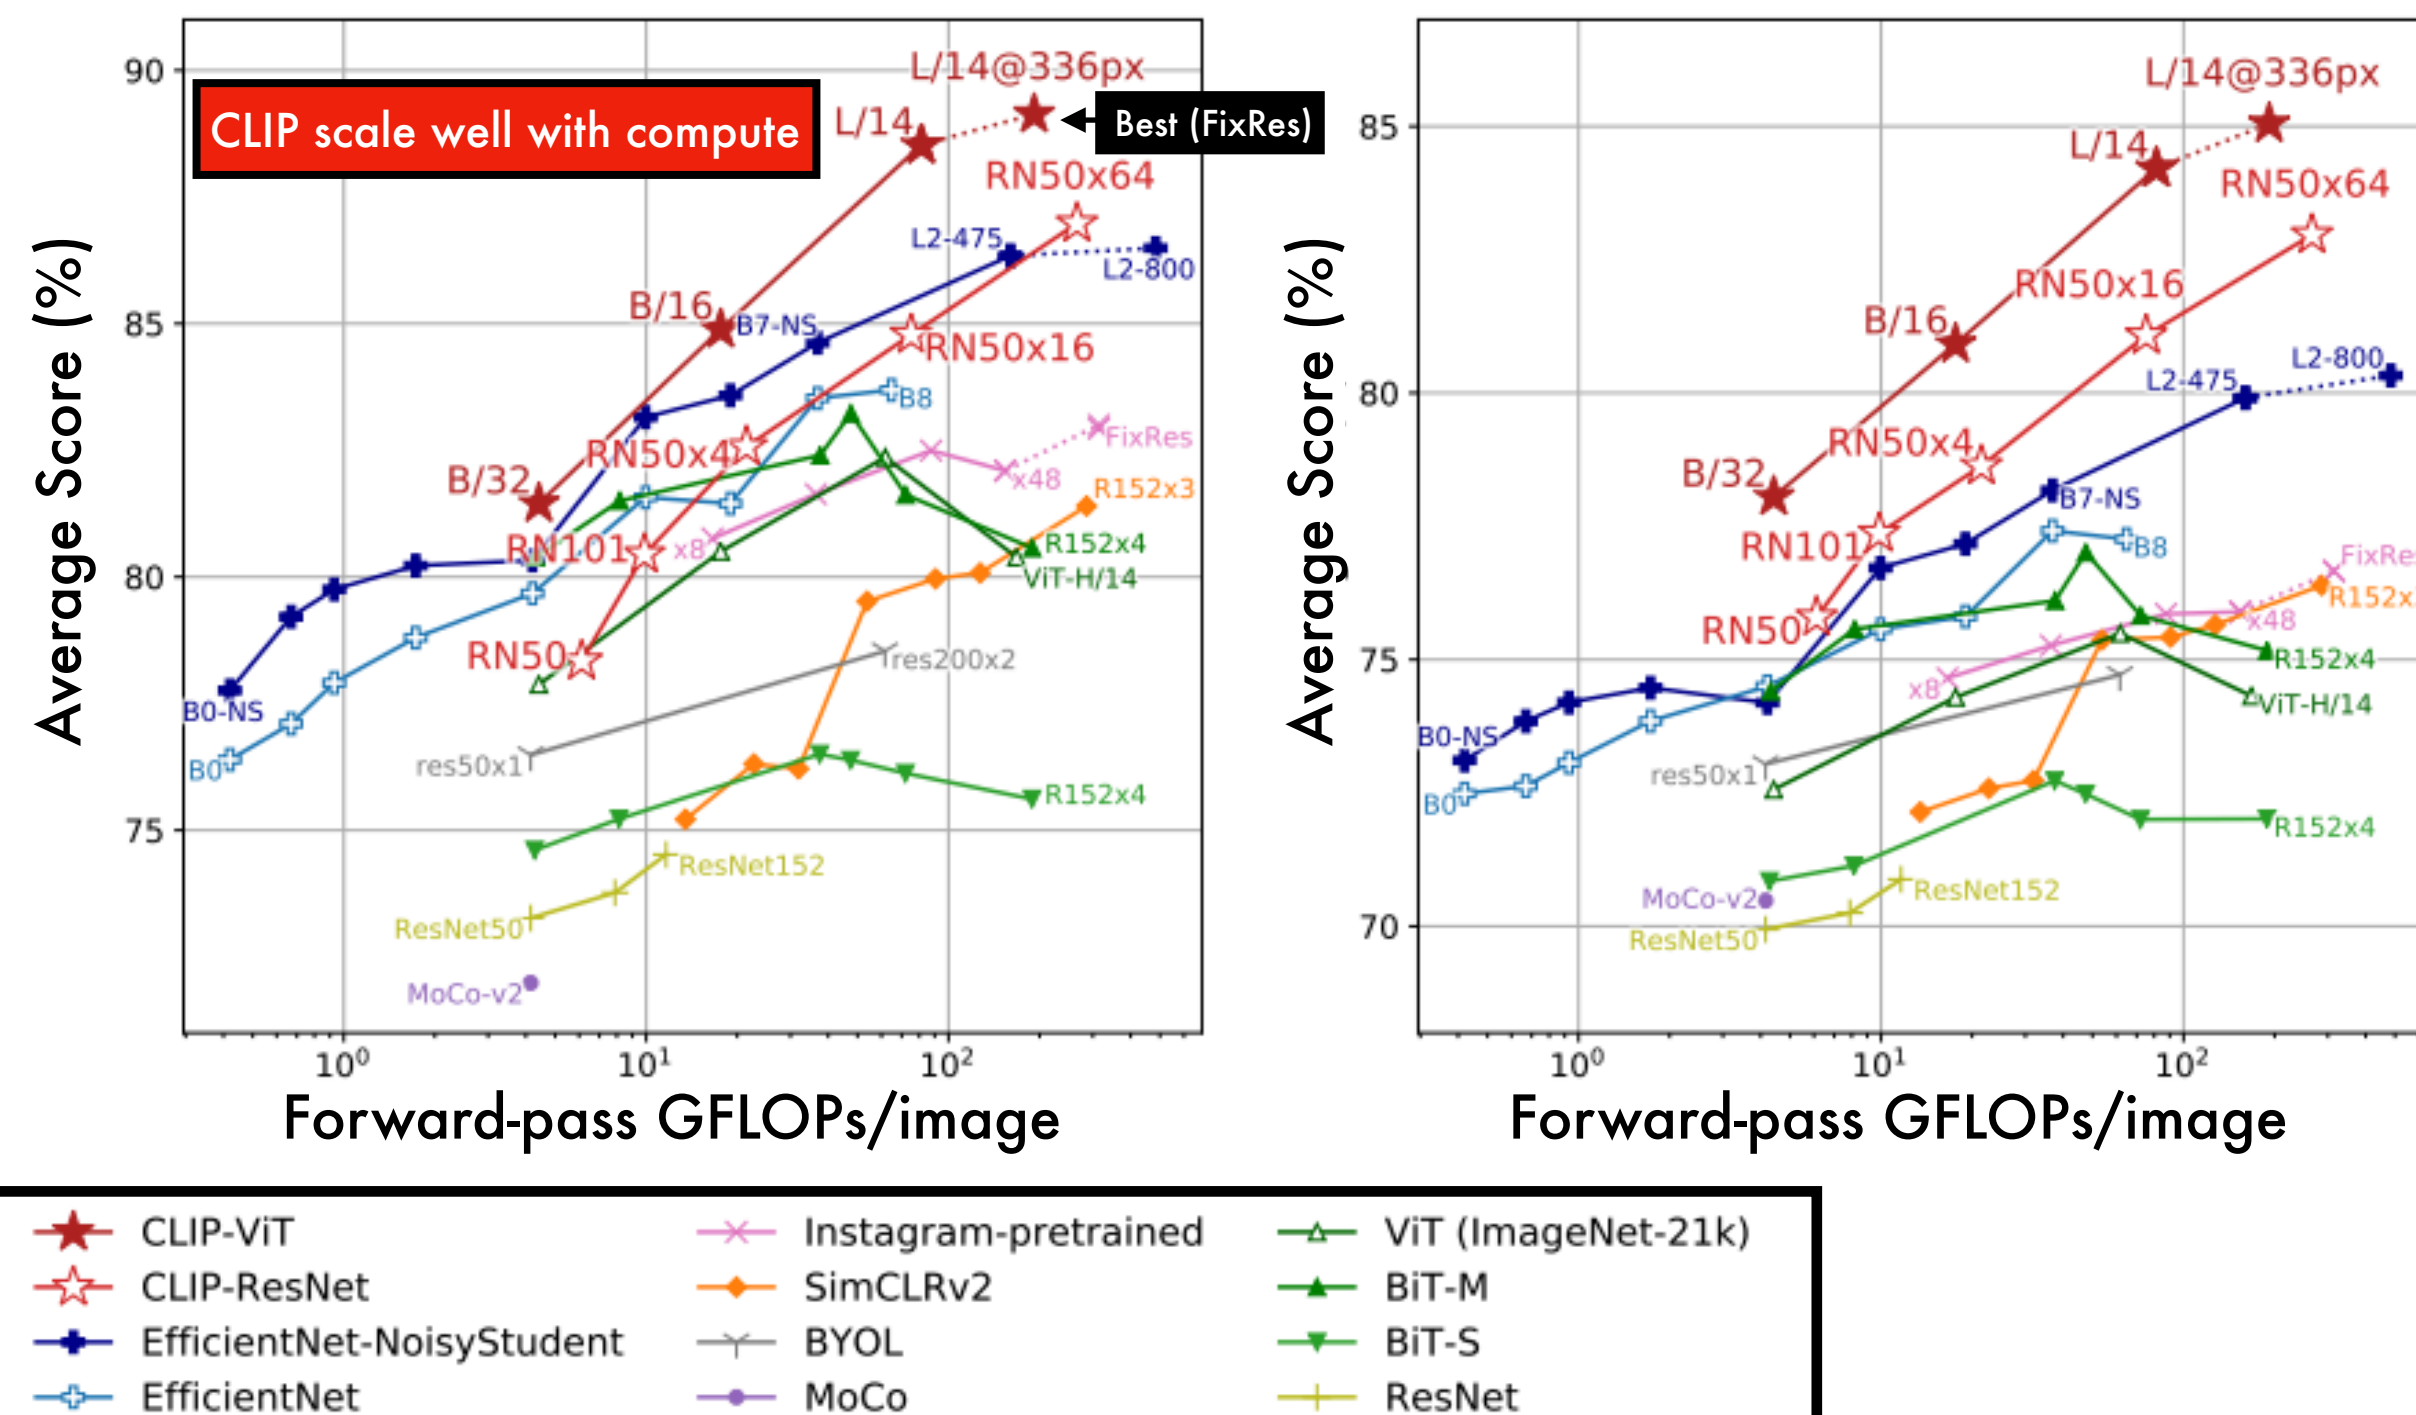 90
85
80
75
Average Score (%)
CLIP scale well with compute
L/14@336px
L/14
Best (FixRes)
RN50x64
L2-475
L2-800
B/16
B7-NS
RN50x16
B8
RN50x4
FixRes
x48
B/32
R152x3
RN101
x8
R152x4
ViT-H/14
RN50
res200x2
B0-NS
B0
res50x1
R152x4
ResNet152
ResNet50
MoCo-v2
10⁰ 10¹ 10²
Forward-pass GFLOPs/image
85
80
75
70
Average Score (%)
L/14@336px
L/14
RN50x64
RN50x16
B/16
L2-800
L2-475
RN50x4
B/32
B7-NS
RN101
B8
FixRes
R152x
RN50
x48
R152x4
x8
ViT-H/14
B0-NS
res50x1
B0
R152x4
MoCo-v2
ResNet152
ResNet50
10⁰ 10¹ 10²
Forward-pass GFLOPs/image
CLIP-ViT
CLIP-ResNet
EfficientNet-NoisyStudent
EfficientNet
Instagram-pretrained
SimCLRv2
BYOL
MoCo
ViT (ImageNet-21k)
BiT-M
BiT-S
ResNet